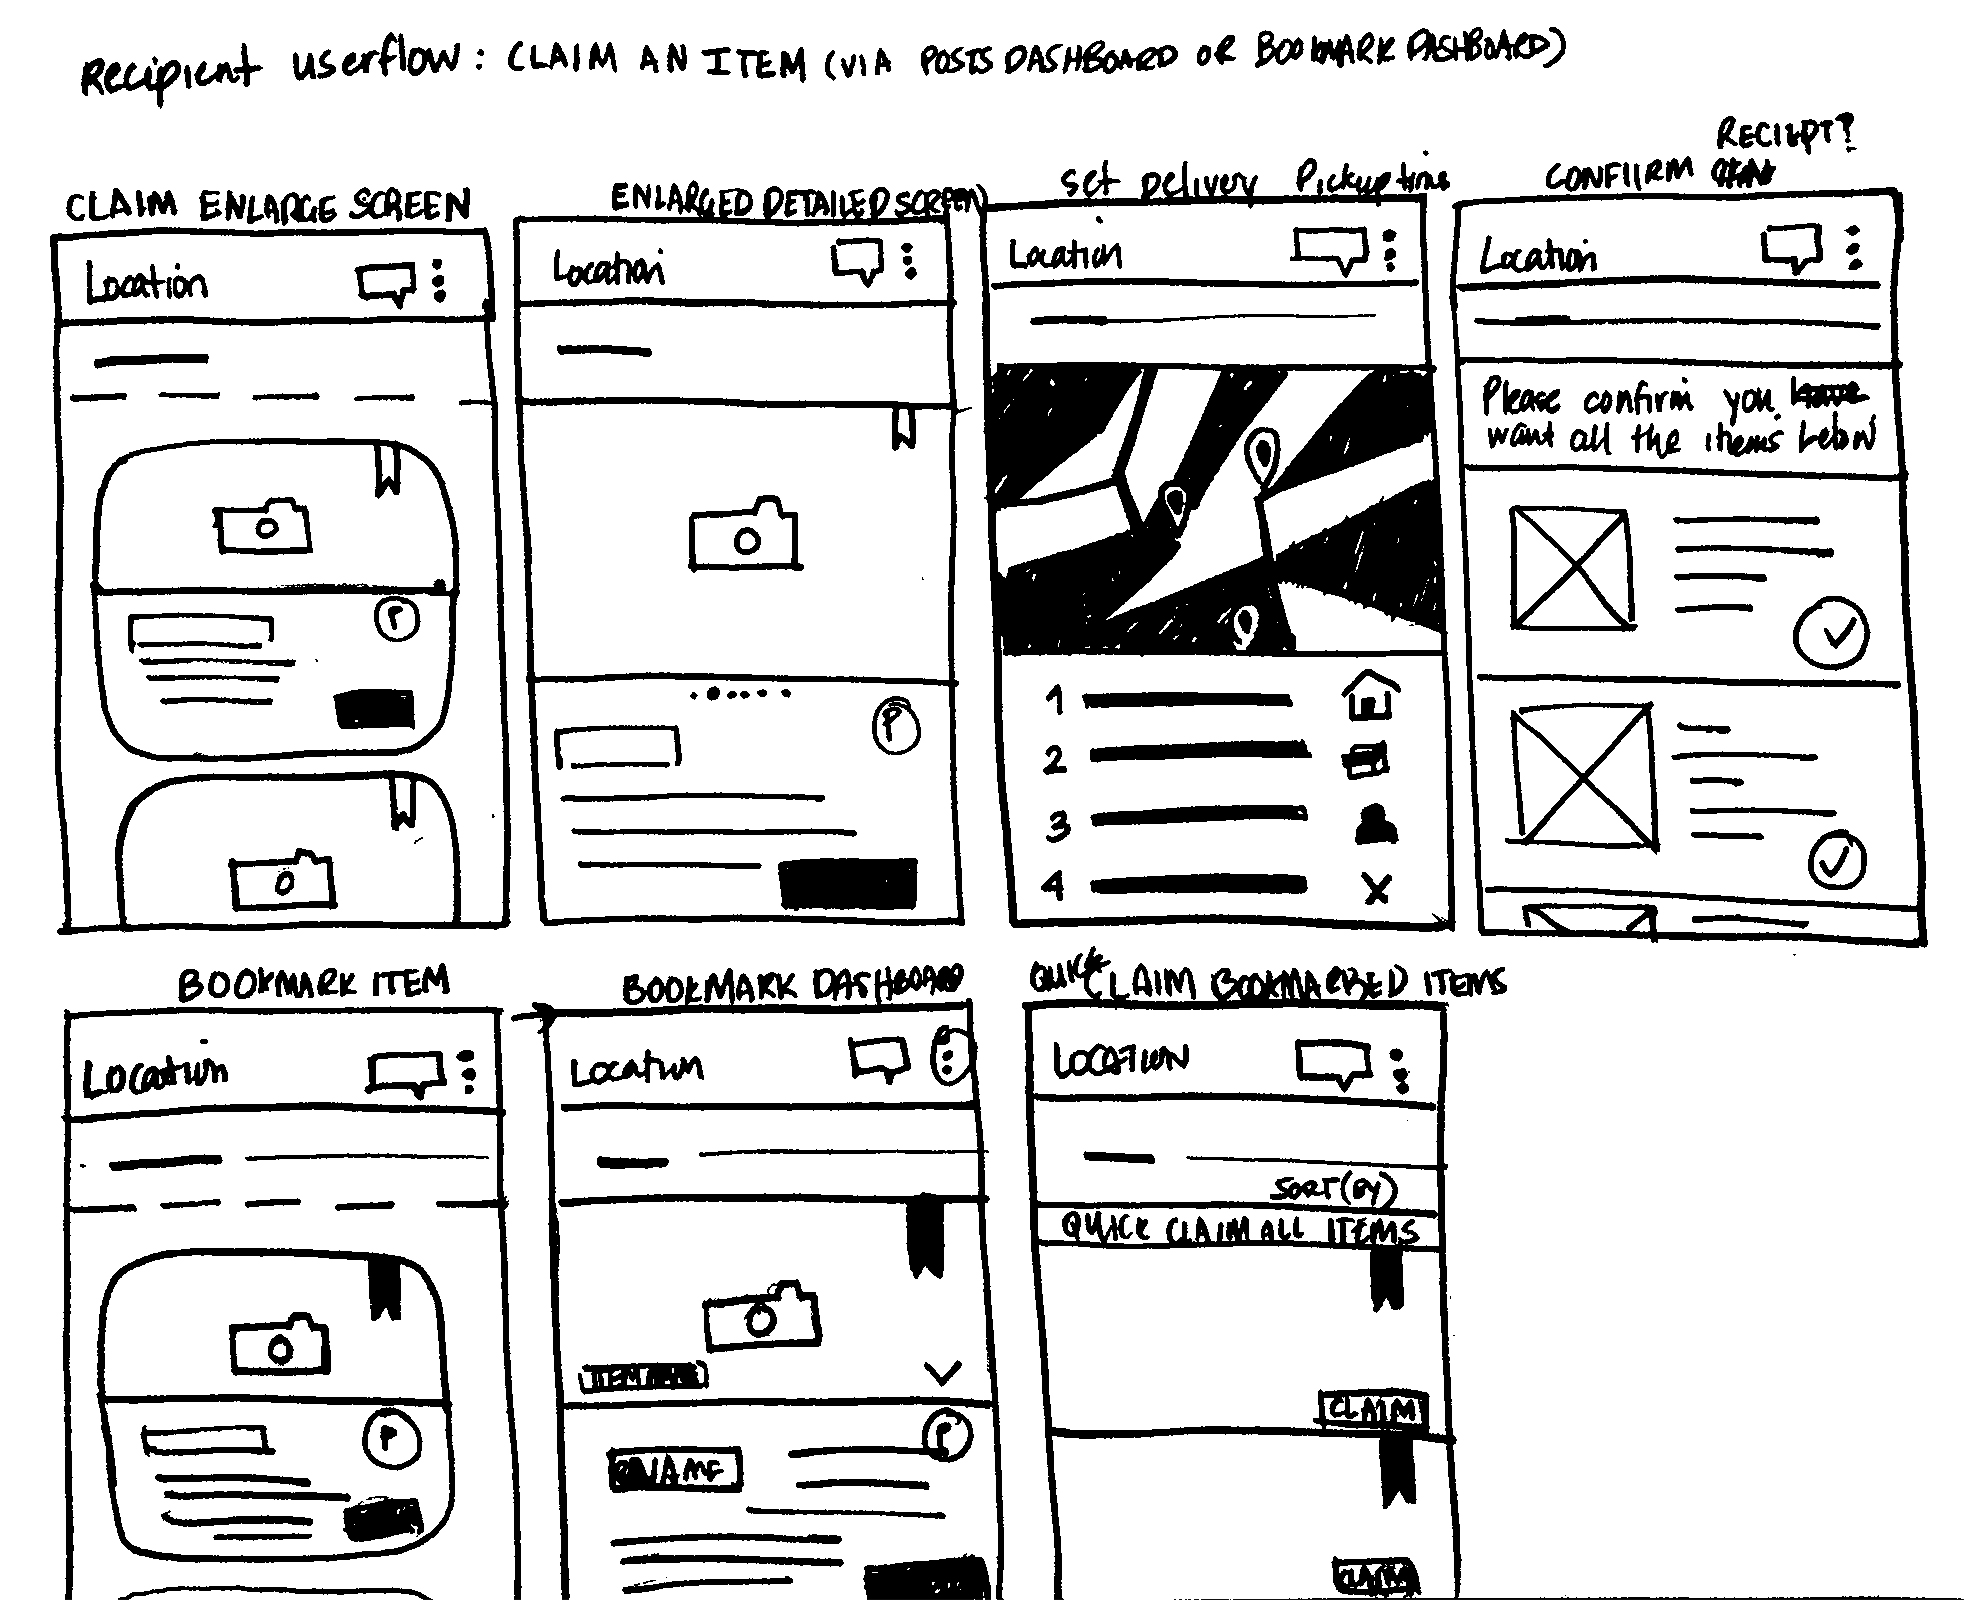 Recipient userflow: CLAIM AN ITEM (VIA POSTS DASHBOARD OR BOOKMARK DASHBOARD)
RECIEPT?
CLAIM ENLARGE SCREEN
ENLARGED DETAILED SCREEN)
set Delivery Pickup time
CONFIIRM
Location
Location
Location
Location
Please confirm you have
want all the items below
P
P
1
2
3
4
BOOKMARK ITEM
BOOKMARK DASHBOARD
QUICK CLAIM BOOKMARKED ITEMS
Location
Location
LOCATION
SORT(BY)
QUICK CLAIM ALL ITEMS
ITEM NAME
CLAIM
P
P
NAME
CLAIM